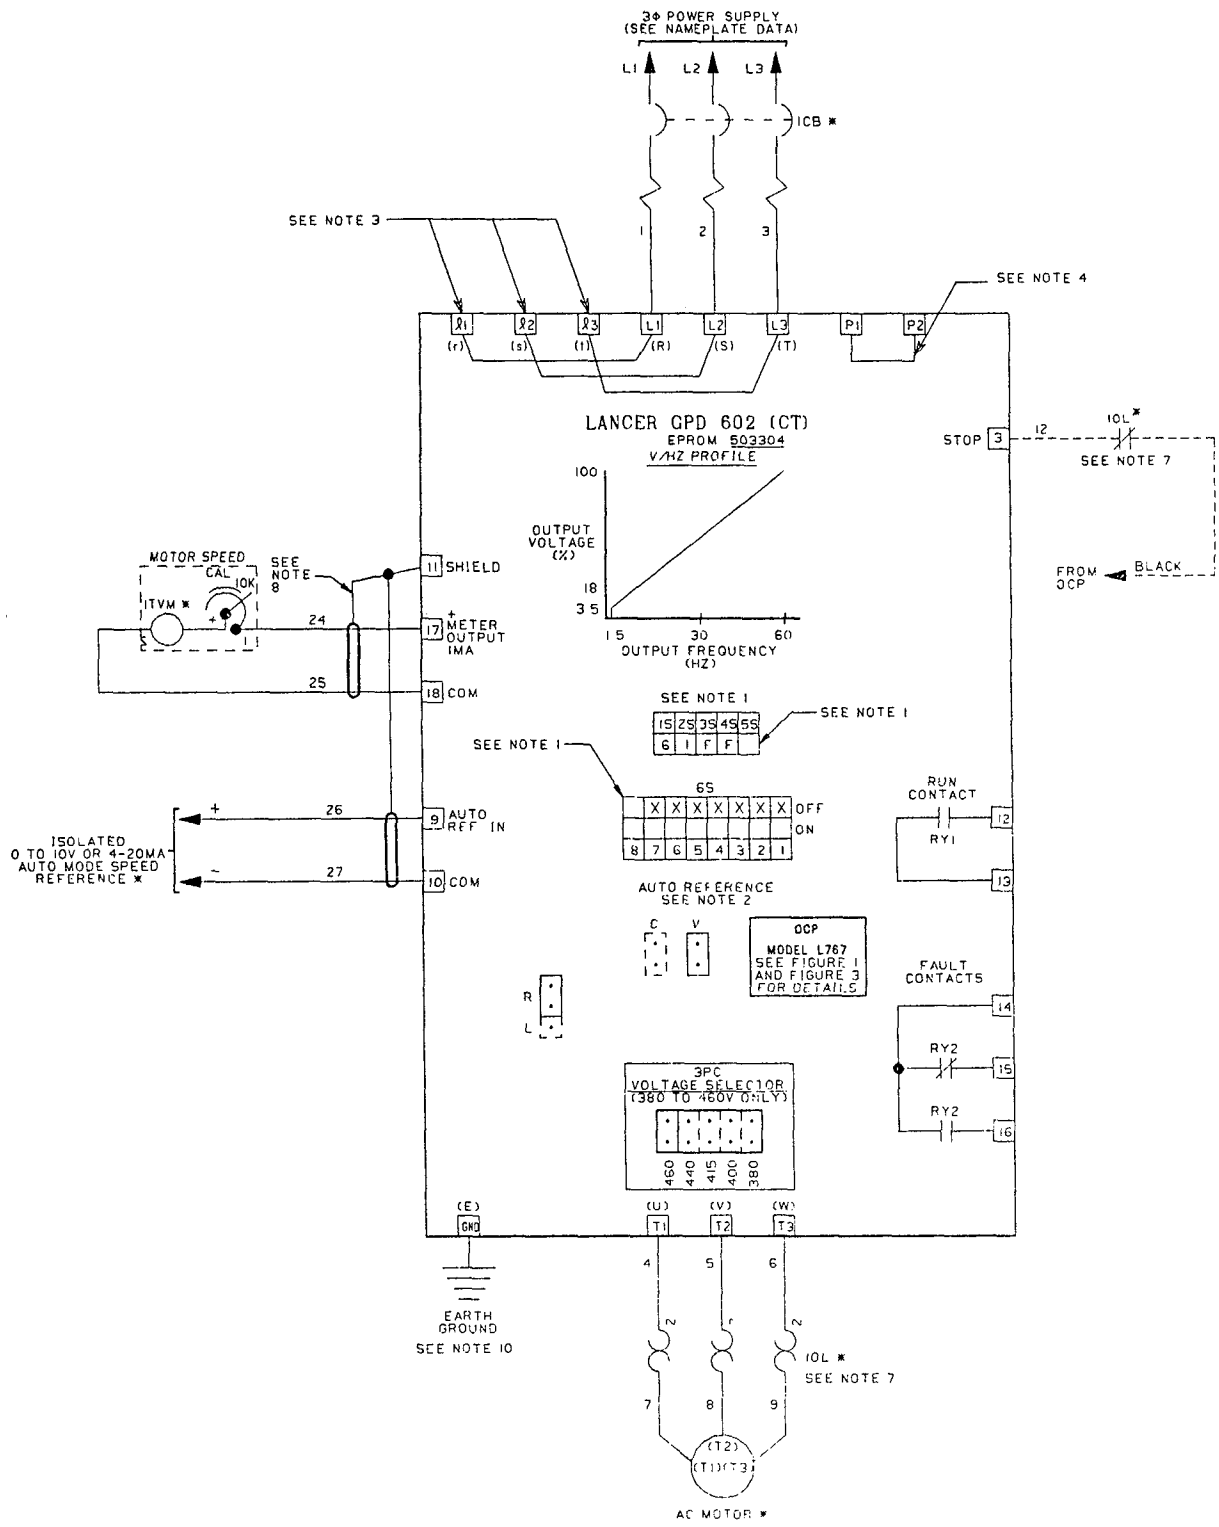 3Φ POWER SUPPLY
(SEE NAMEPLATE DATA)
L1 L2 L3
1CB *
1 2 3
SEE NOTE 3
SEE NOTE 4
ℓ1 ℓ2 ℓ3 L1 L2 L3 P1 P2
(r) (s) (t) (R) (S) (T)
LANCER GPD 602 (CT)
EPROM 503304
V/HZ PROFILE
100
OUTPUT
VOLTAGE
(%)
18
3 5
1 5 30 60
OUTPUT FREQUENCY
(HZ)
STOP 3 12 1OL *
SEE NOTE 7
FROM
OCP
BLACK
MOTOR SPEED
CAL
10K
1TVM *
+
S
SEE
NOTE
8
11 SHIELD
24
+
17 METER
OUTPUT
1MA
25
18 COM
SEE NOTE 1
1S 2S 3S 4S 5S
6 1 F F
SEE NOTE 1
SEE NOTE 1
6S
X X X X X X X OFF
ON
8 7 6 5 4 3 2 1
+
26
9 AUTO
REF IN
ISOLATED
0 TO 10V OR 4-20MA
AUTO MODE SPEED
REFERENCE *
-
27
10 COM
RUN
CONTACT
12
RY1
13
AUTO REFERENCE
SEE NOTE 2
C V
OCP
MODEL L767
SEE FIGURE 1
AND FIGURE 3
FOR DETAILS
R
L
FAULT
CONTACTS
14
RY2
15
RY2
16
3PC
VOLTAGE SELECTOR
(380 TO 460V ONLY)
460 440 415 400 380
(E) (U) (V) (W)
GND T1 T2 T3
4 5 6
EARTH
GROUND
SEE NOTE 10
2 2
1OL *
SEE NOTE 7
7 8 9
(T2)
(T1)(T3)
AC MOTOR *